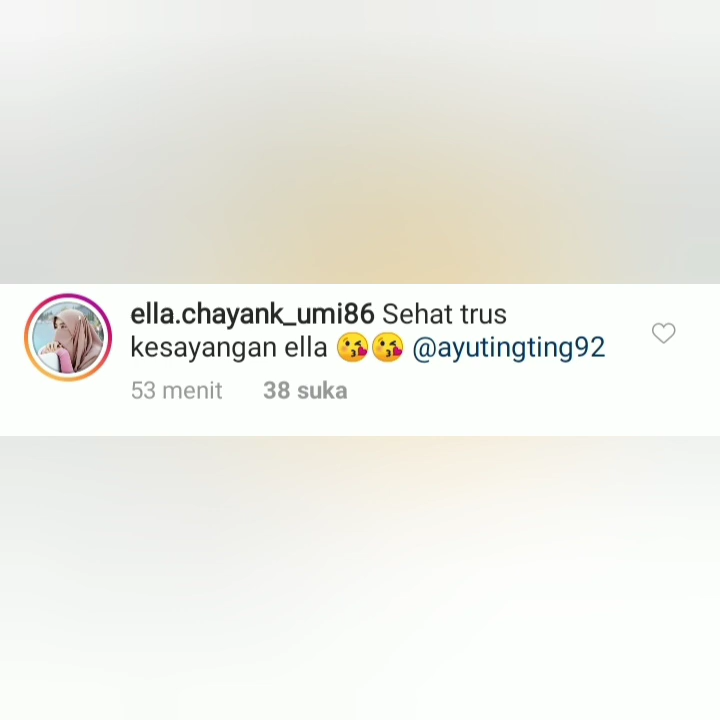 ella.chayank_umi86 Sehat trus
kesayangan ella 😘😘 @ayutingting92
53 menit 38 suka